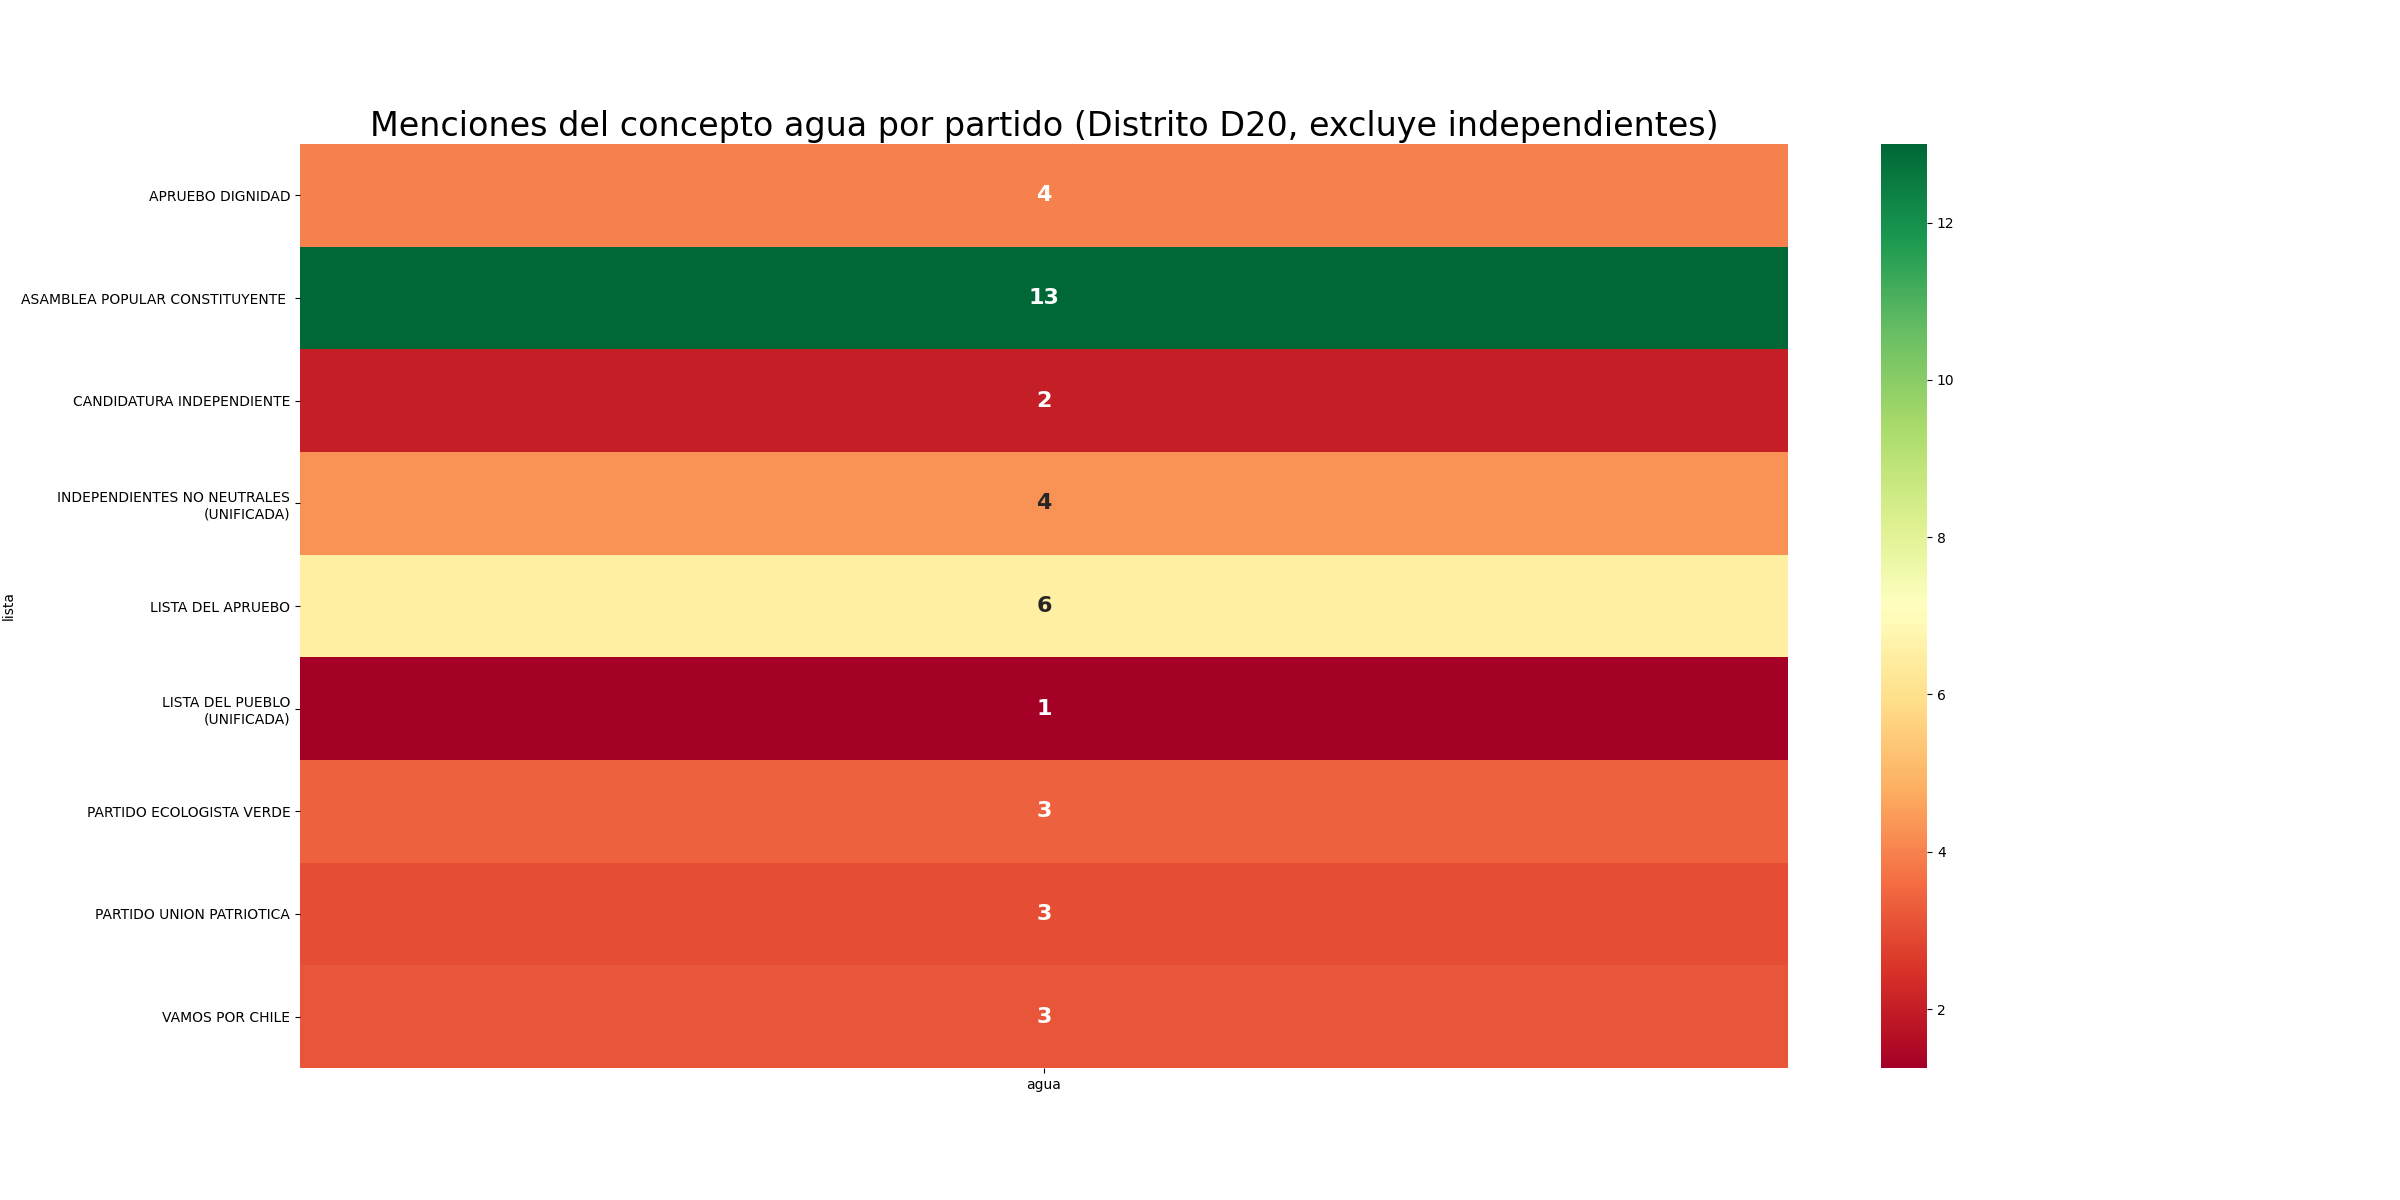 Menciones del concepto agua por partido (Distrito D20, excluye independientes)
APRUEBO DIGNIDAD
4
ASAMBLEA POPULAR CONSTITUYENTE
13
CANDIDATURA INDEPENDIENTE
2
INDEPENDIENTES NO NEUTRALES
(UNIFICADA)
4
LISTA DEL APRUEBO
6
LISTA DEL PUEBLO
(UNIFICADA)
1
PARTIDO ECOLOGISTA VERDE
3
PARTIDO UNION PATRIOTICA
3
VAMOS POR CHILE
3
lista
agua
12
10
8
6
4
2